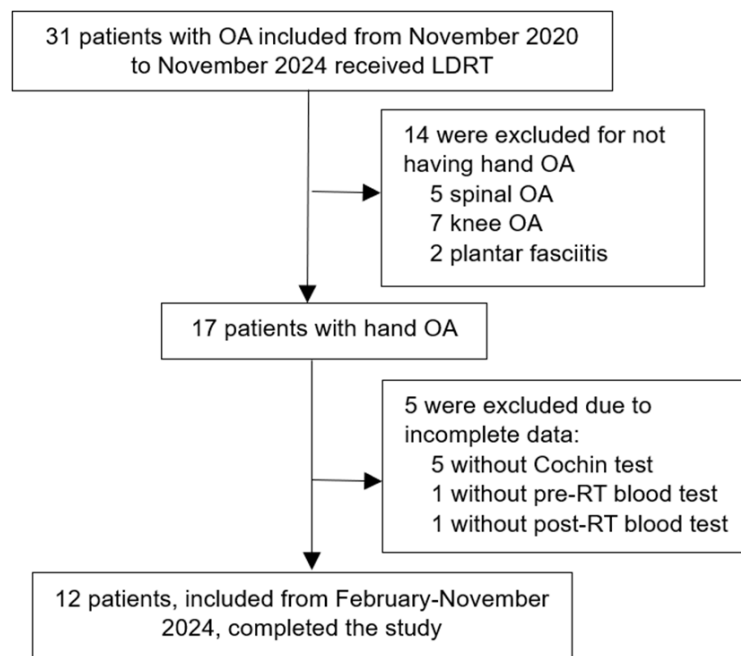 31 patients with OA included from November 2020
to November 2024 received LDRT
14 were excluded for not
having hand OA
5 spinal OA
7 knee OA
2 plantar fasciitis
17 patients with hand OA
5 were excluded due to
incomplete data:
5 without Cochin test
1 without pre-RT blood test
1 without post-RT blood test
12 patients, included from February-November
2024, completed the study